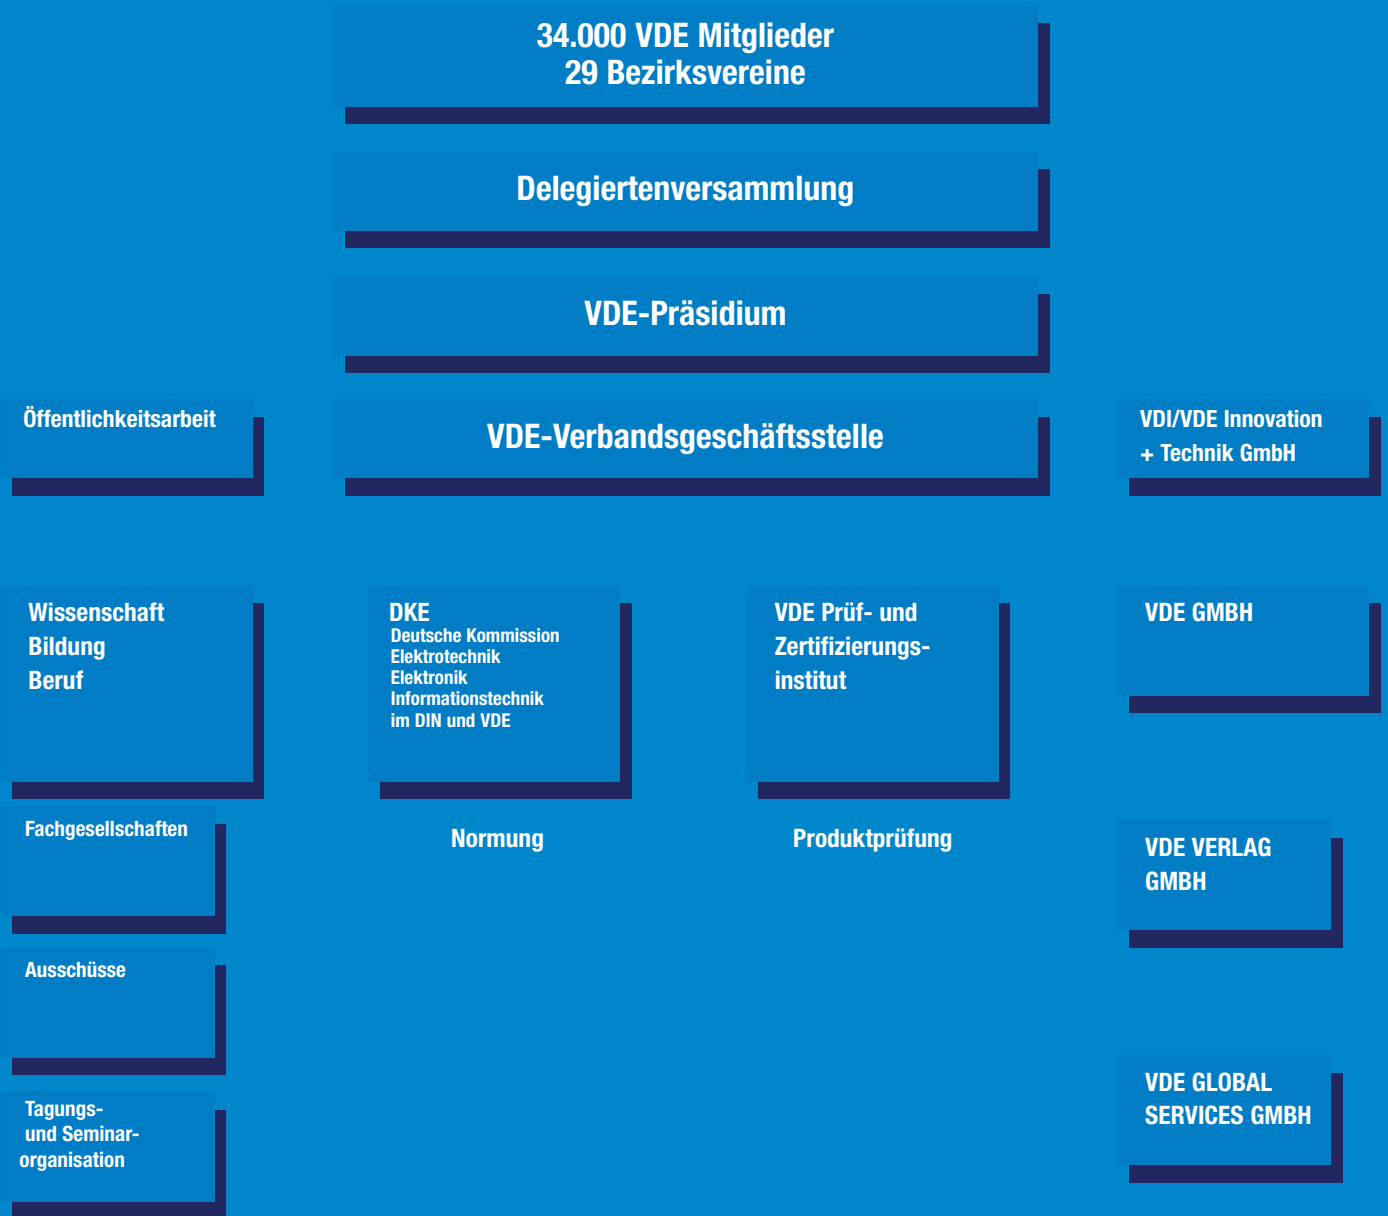 34.000 VDE Mitglieder
29 Bezirksvereine
Delegiertenversammlung
VDE-Präsidium
Öffentlichkeitsarbeit
VDE-Verbandsgeschäftsstelle
VDI/VDE Innovation
+ Technik GmbH
Wissenschaft
Bildung
Beruf
DKE
Deutsche Kommission
Elektrotechnik
Elektronik
Informationstechnik
im DIN und VDE
VDE Prüf- und
Zertifizierungs-
institut
VDE GMBH
Fachgesellschaften
Normung
Produktprüfung
VDE VERLAG
GMBH
Ausschüsse
Tagungs-
und Seminar-
organisation
VDE GLOBAL
SERVICES GMBH